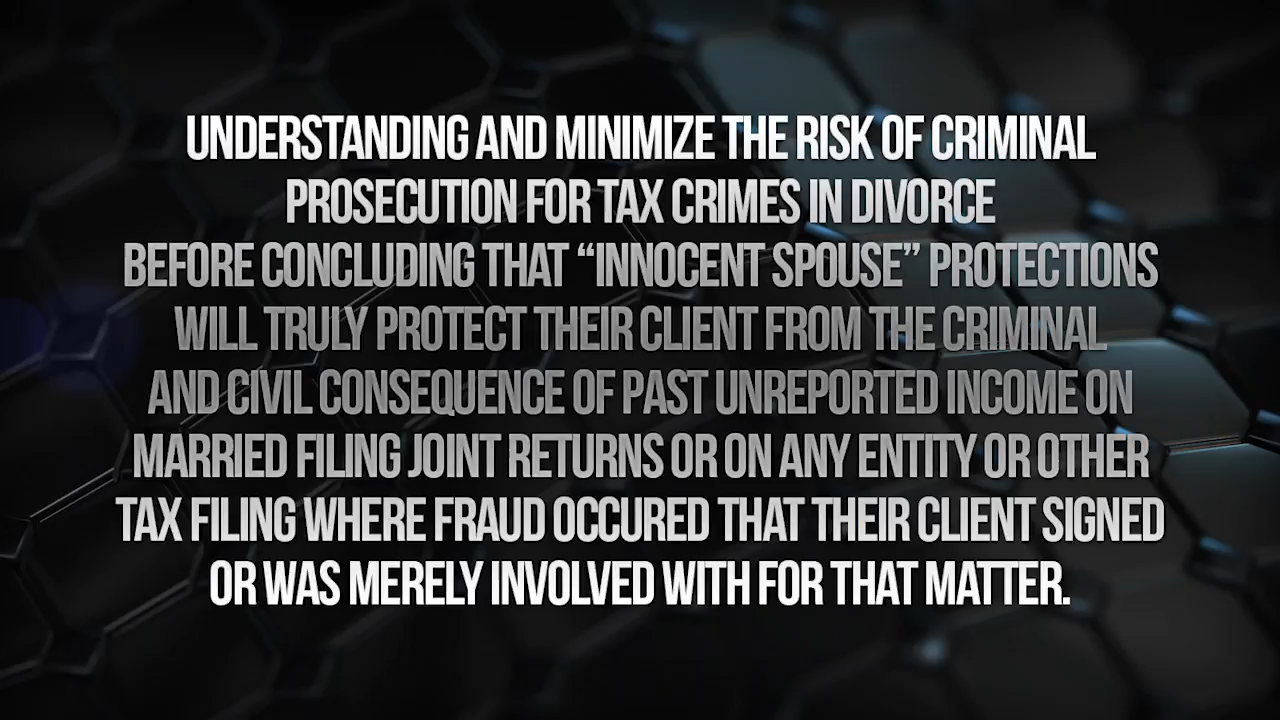 UNDERSTANDING AND MINIMIZE THE RISK OF CRIMINAL
PROSECUTION FOR TAX CRIMES IN DIVORCE
BEFORE CONCLUDING THAT “INNOCENT SPOUSE” PROTECTIONS
WILL TRULY PROTECT THEIR CLIENT FROM THE CRIMINAL
AND CIVIL CONSEQUENCE OF PAST UNREPORTED INCOME ON
MARRIED FILING JOINT RETURNS OR ON ANY ENTITY OR OTHER
TAX FILING WHERE FRAUD OCCURED THAT THEIR CLIENT SIGNED
OR WAS MERELY INVOLVED WITH FOR THAT MATTER.